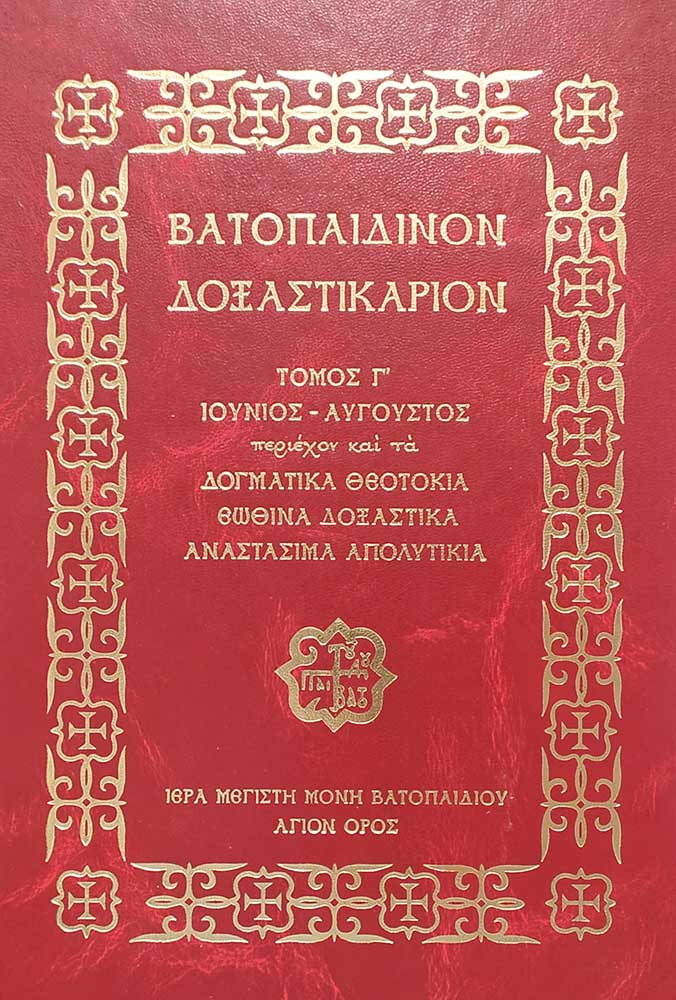 ΒΑΤΟΠΑΙΔΙΝΟΝ
ΔΟΞΑΣΤΙΚΑΡΙΟΝ
ΤΟΜΟΣ Γ'
ΙΟΥΝΙΟΣ - ΑΥΓΟΥΣΤΟΣ
περιέχον καὶ τὰ
ΔΟΓΜΑΤΙΚΑ ΘΕΟΤΟΚΙΑ
ΕΩΘΙΝΑ ΔΟΞΑΣΤΙΚΑ
ΑΝΑΣΤΑΣΙΜΑ ΑΠΟΛΥΤΙΚΙΑ
ΙΕΡΑ ΜΕΓΙΣΤΗ ΜΟΝΗ ΒΑΤΟΠΑΙΔΙΟΥ
ΑΓΙΟΝ ΟΡΟΣ